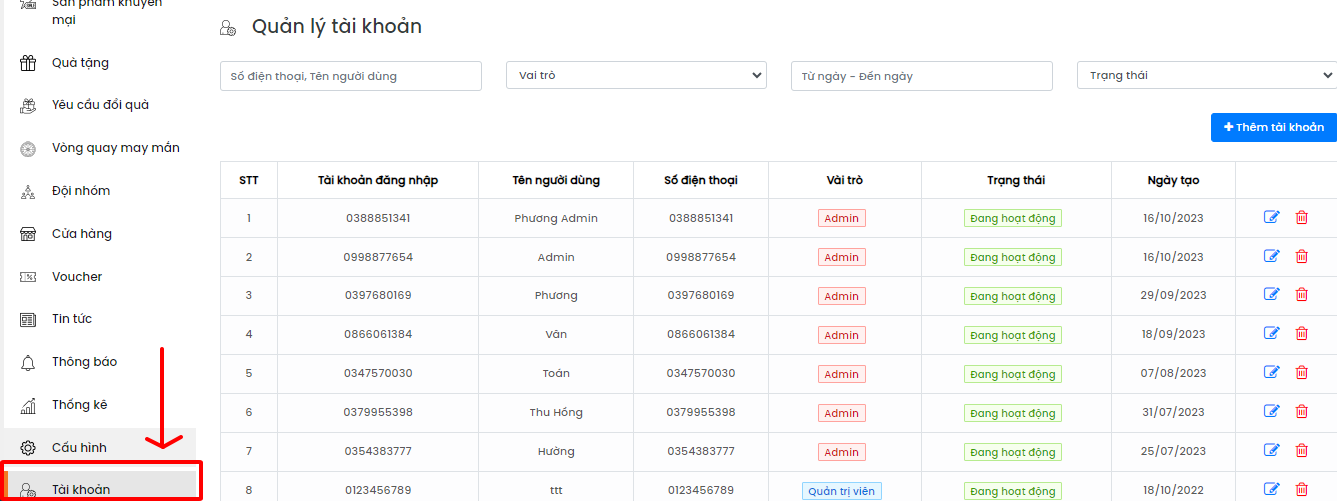 Sản phẩm khuyến
mại
Quà tặng
Yêu cầu đổi quà
Vòng quay may mắn
Đội nhóm
Cửa hàng
Voucher
Tin tức
Thông báo
Thống kê
Cấu hình
Tài khoản
Quản lý tài khoản
Số điện thoại, Tên người dùng
Vai trò
Từ ngày - Đến ngày
Trạng thái
Thêm tài khoản
STT Tài khoản đăng nhập Tên người dùng Số điện thoại Vài trò Trạng thái Ngày tạo
1 0388851341 Phương Admin 0388851341 Admin Đang hoạt động 16/10/2023
2 0998877654 Admin 0998877654 Admin Đang hoạt động 16/10/2023
3 0397680169 Phương 0397680169 Admin Đang hoạt động 29/09/2023
4 0866061384 Vân 0866061384 Admin Đang hoạt động 18/09/2023
5 0347570030 Toán 0347570030 Admin Đang hoạt động 07/08/2023
6 0379955398 Thu Hồng 0379955398 Admin Đang hoạt động 31/07/2023
7 0354383777 Hường 0354383777 Admin Đang hoạt động 25/07/2023
8 0123456789 ttt 0123456789 Quản trị viên Đang hoạt động 18/10/2022